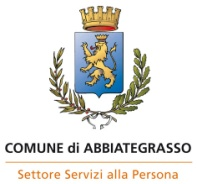 COMUNE di ABBIATEGRASSO
Settore Servizi alla Persona